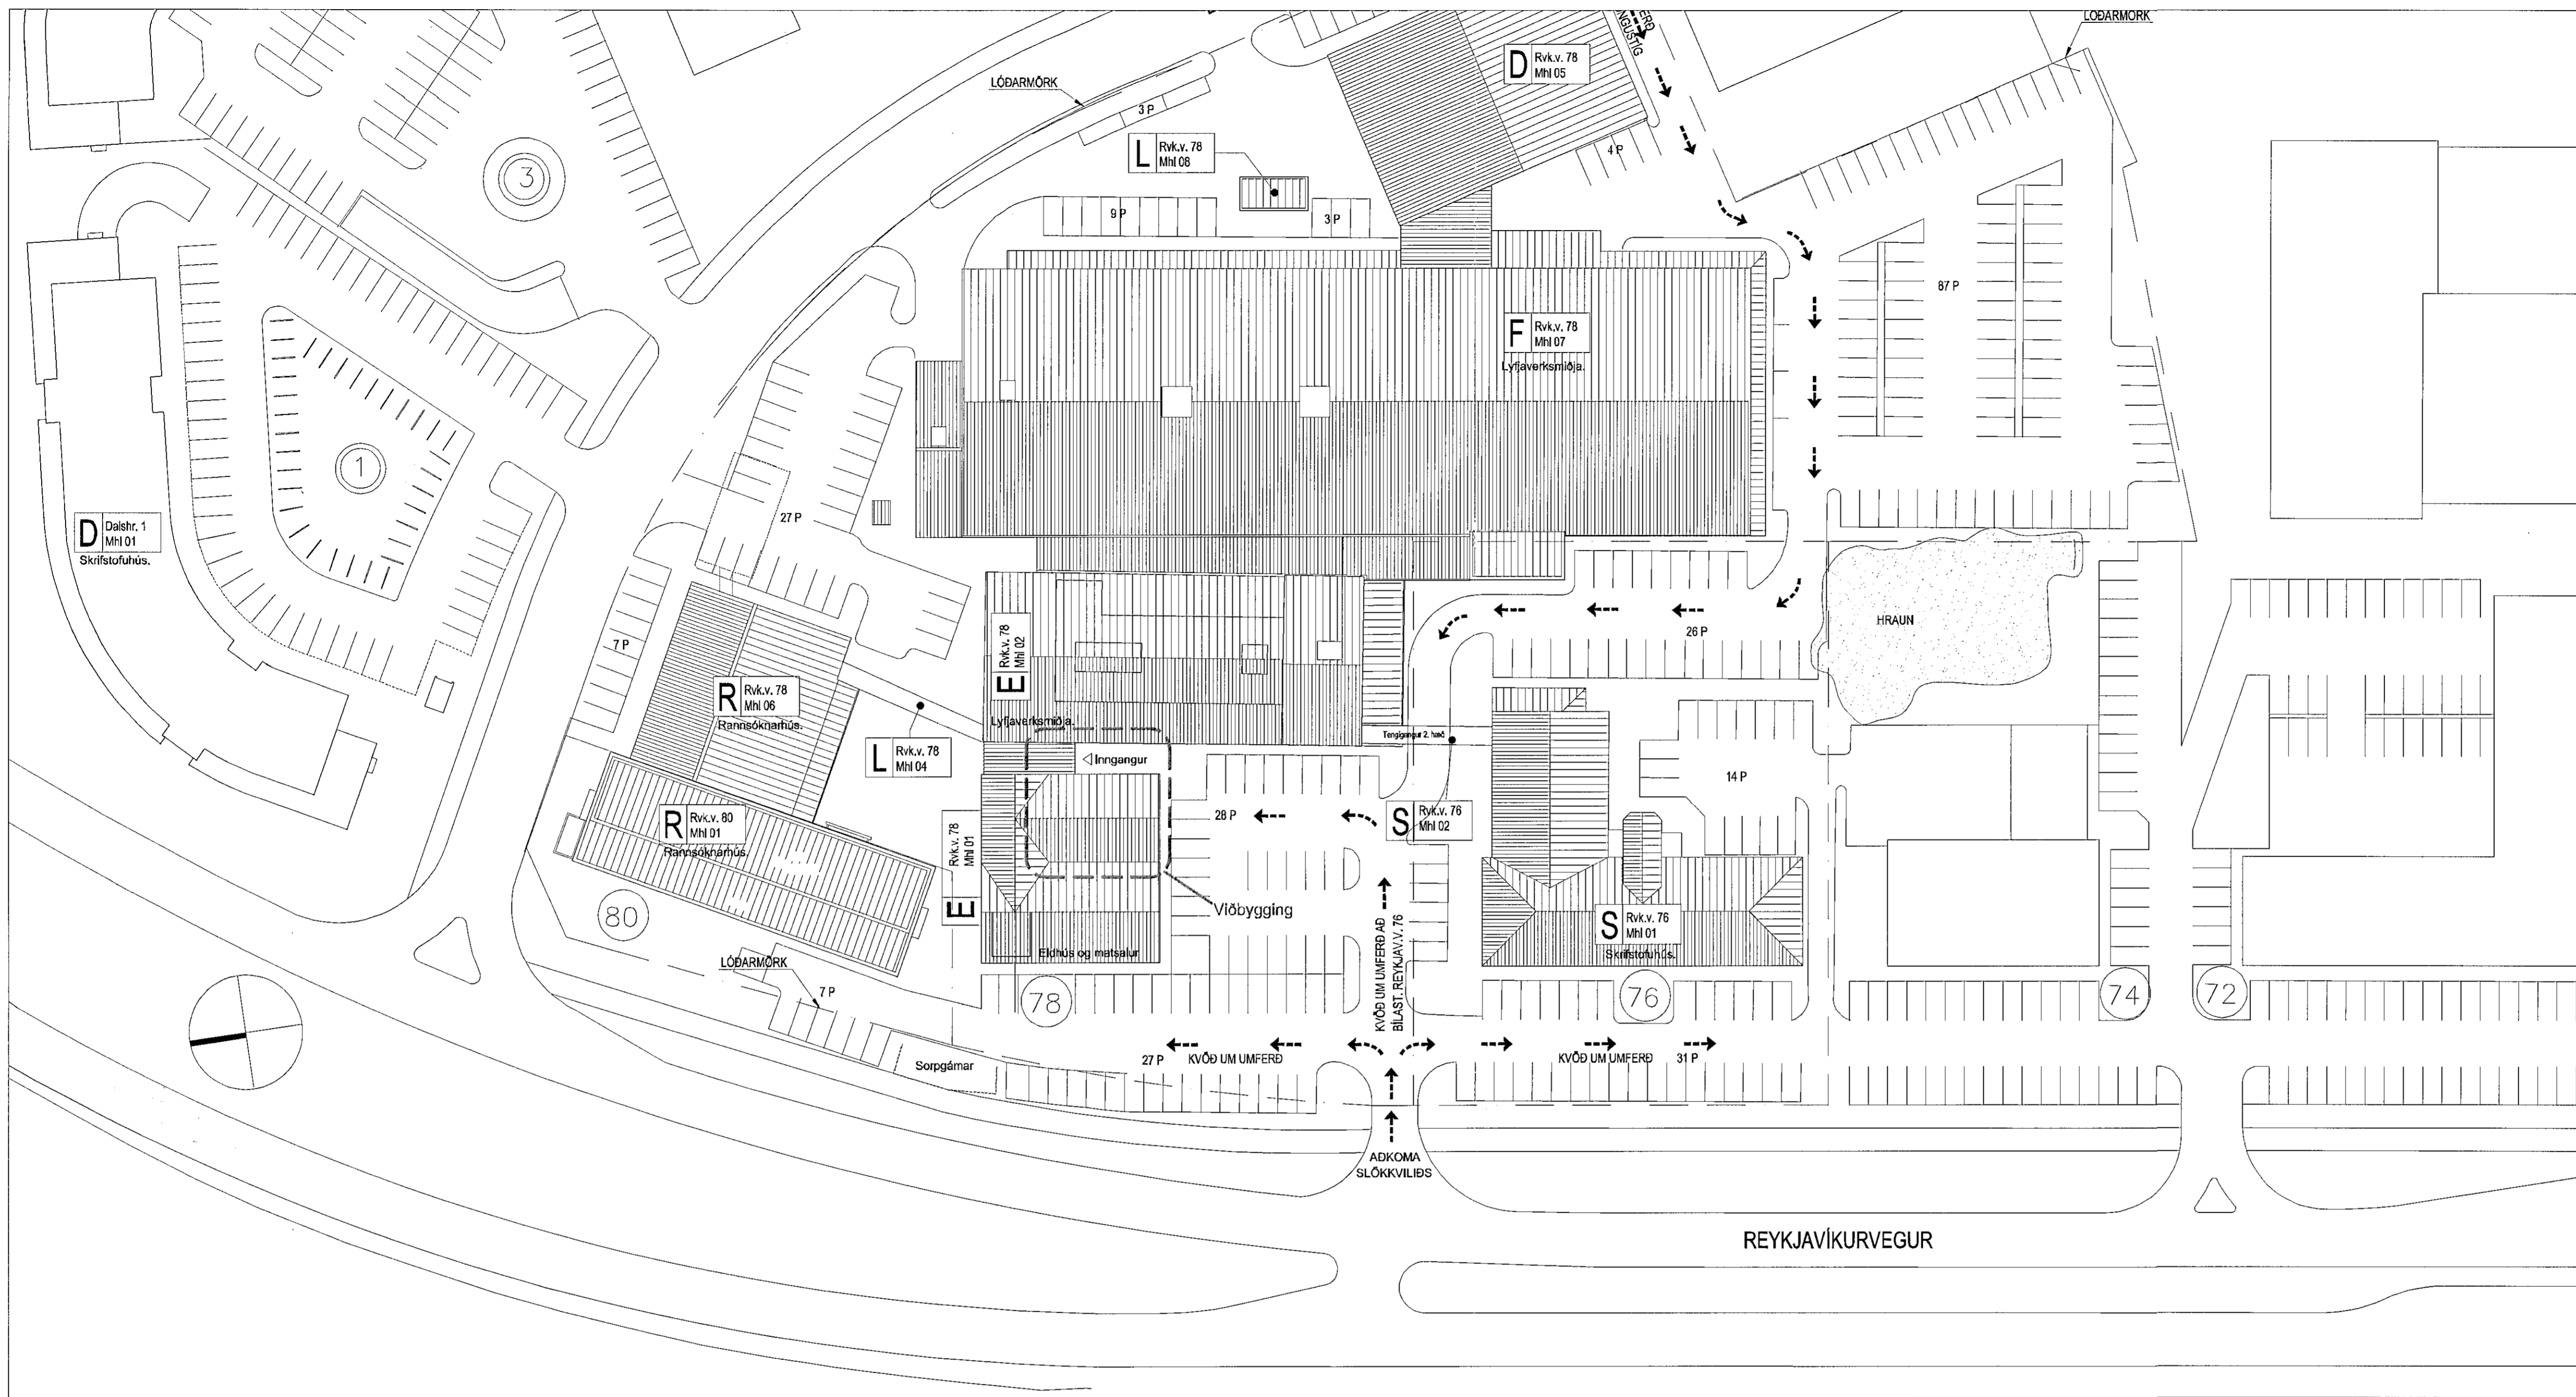 LÓÐARMÖRK
D Rvk.v. 78
Mhl 05
LÓÐARMÖRK
3 P
L Rvk.v. 78
Mhl 08
4 P
3
9 P
3 P
87 P
F Rvk.v. 78
Mhl 07
Lyfjaverksmiðja.
1
27 P
D Dalshr. 1
Mhl 01
Skrifstofuhús.
HRAUN
26 P
7 P
E Rvk.v. 78
Mhl 02
Lyfjaverksmiðja.
R Rvk.v. 78
Mhl 06
Rannsóknarhús.
Tengigangur 2. hæð
L Rvk.v. 78
Mhl 04
Inngangur
14 P
28 P
S Rvk.v. 76
Mhl 02
R Rvk.v. 80
Mhl 01
Rannsóknarhús.
E Rvk.v. 78
Mhl 01
80
Viðbygging
S Rvk.v. 76
Mhl 01
Skrifstofuhús.
Eldhús og matsalur
KVÖÐ UM UMFERÐ AÐ
BÍLAST. REYKJAV.V. 76
LÓÐARMÖRK
7 P
78
76
74
72
27 P
KVÖÐ UM UMFERÐ
KVÖÐ UM UMFERÐ
31 P
Sorpgámar
AÐKOMA
SLÖKKVILIÐS
REYKJAVÍKURVEGUR